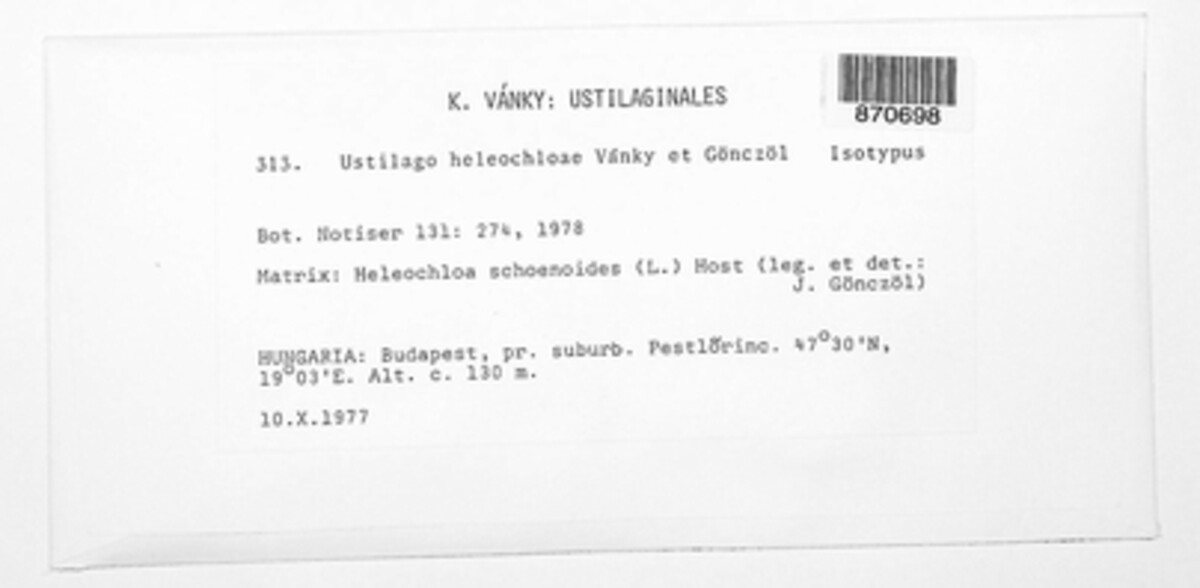 K. VÁNKY: USTILAGINALES
870698
313. Ustilago heleochloae Vánky et Gönczöl Isotypus
Bot. Notiser 131: 274, 1978
Matrix: Heleochloa schoenoides (L.) Host (leg. et det.:
J. Gönczöl)
HUNGARIA: Budapest, pr. suburb. Pestlőrinc. 47°30'N,
19°03'E. Alt. c. 130 m.
10.X.1977